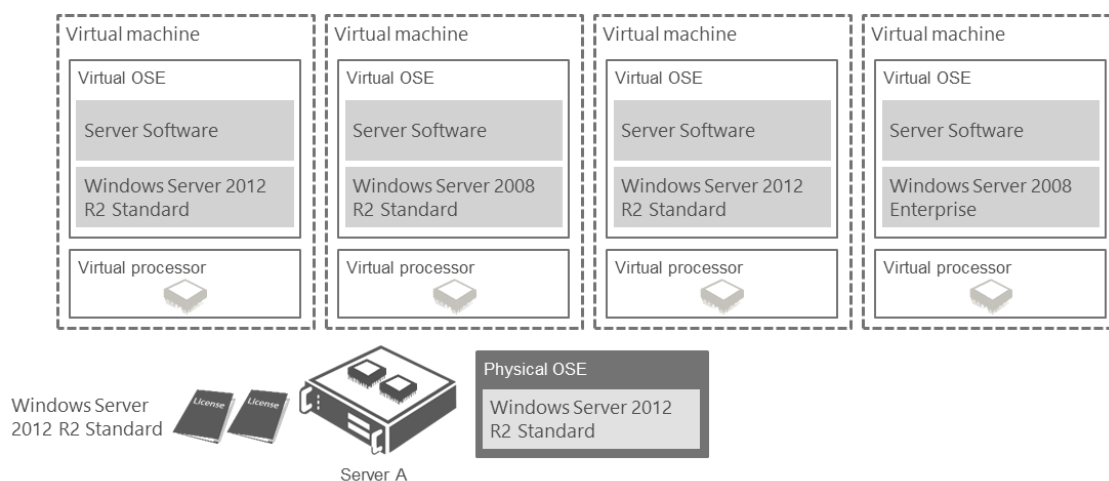 Virtual machine
Virtual OSE
Server Software
Windows Server 2012
R2 Standard
Virtual processor
Virtual machine
Virtual OSE
Server Software
Windows Server 2008
R2 Standard
Virtual processor
Virtual machine
Virtual OSE
Server Software
Windows Server 2012
R2 Standard
Virtual processor
Virtual machine
Virtual OSE
Server Software
Windows Server 2008
Enterprise
Virtual processor
Windows Server
2012 R2 Standard
License
License
Server A
Physical OSE
Windows Server 2012
R2 Standard